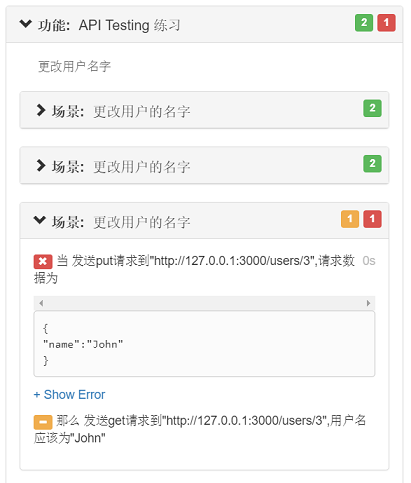 功能: API Testing 练习 2 1
更改用户名字
场景: 更改用户的名字 2
场景: 更改用户的名字 2
场景: 更改用户的名字 1 1
当 发送put请求到"http://127.0.0.1:3000/users/3",请求数 0s
据为
{
"name":"John"
}
+ Show Error
那么 发送get请求到"http://127.0.0.1:3000/users/3",用户名
应该为"John"